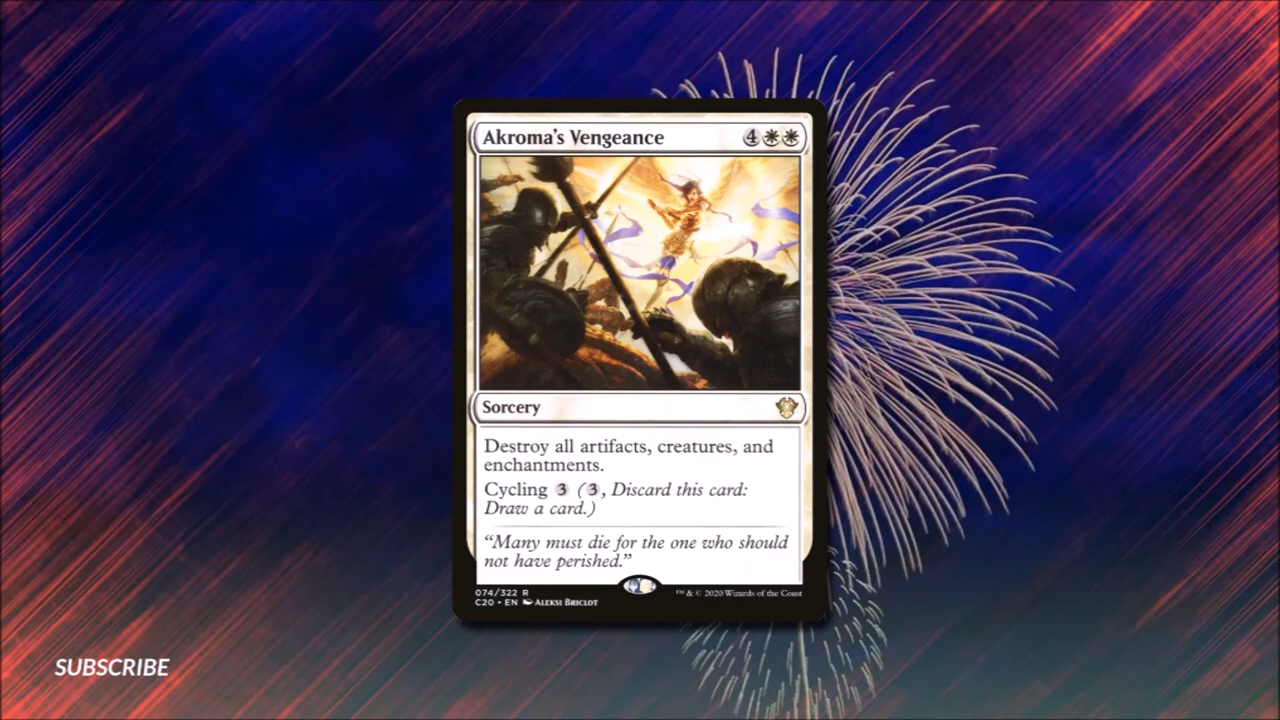 Akroma's Vengeance 4
Sorcery
Destroy all artifacts, creatures, and
enchantments.
Cycling 3 (3, Discard this card:
Draw a card.)
“Many must die for the one who should
not have perished.”
074/322 R
C20 • EN ALEKSI BRICLOT
™ & © 2020 Wizards of the Coast
SUBSCRIBE